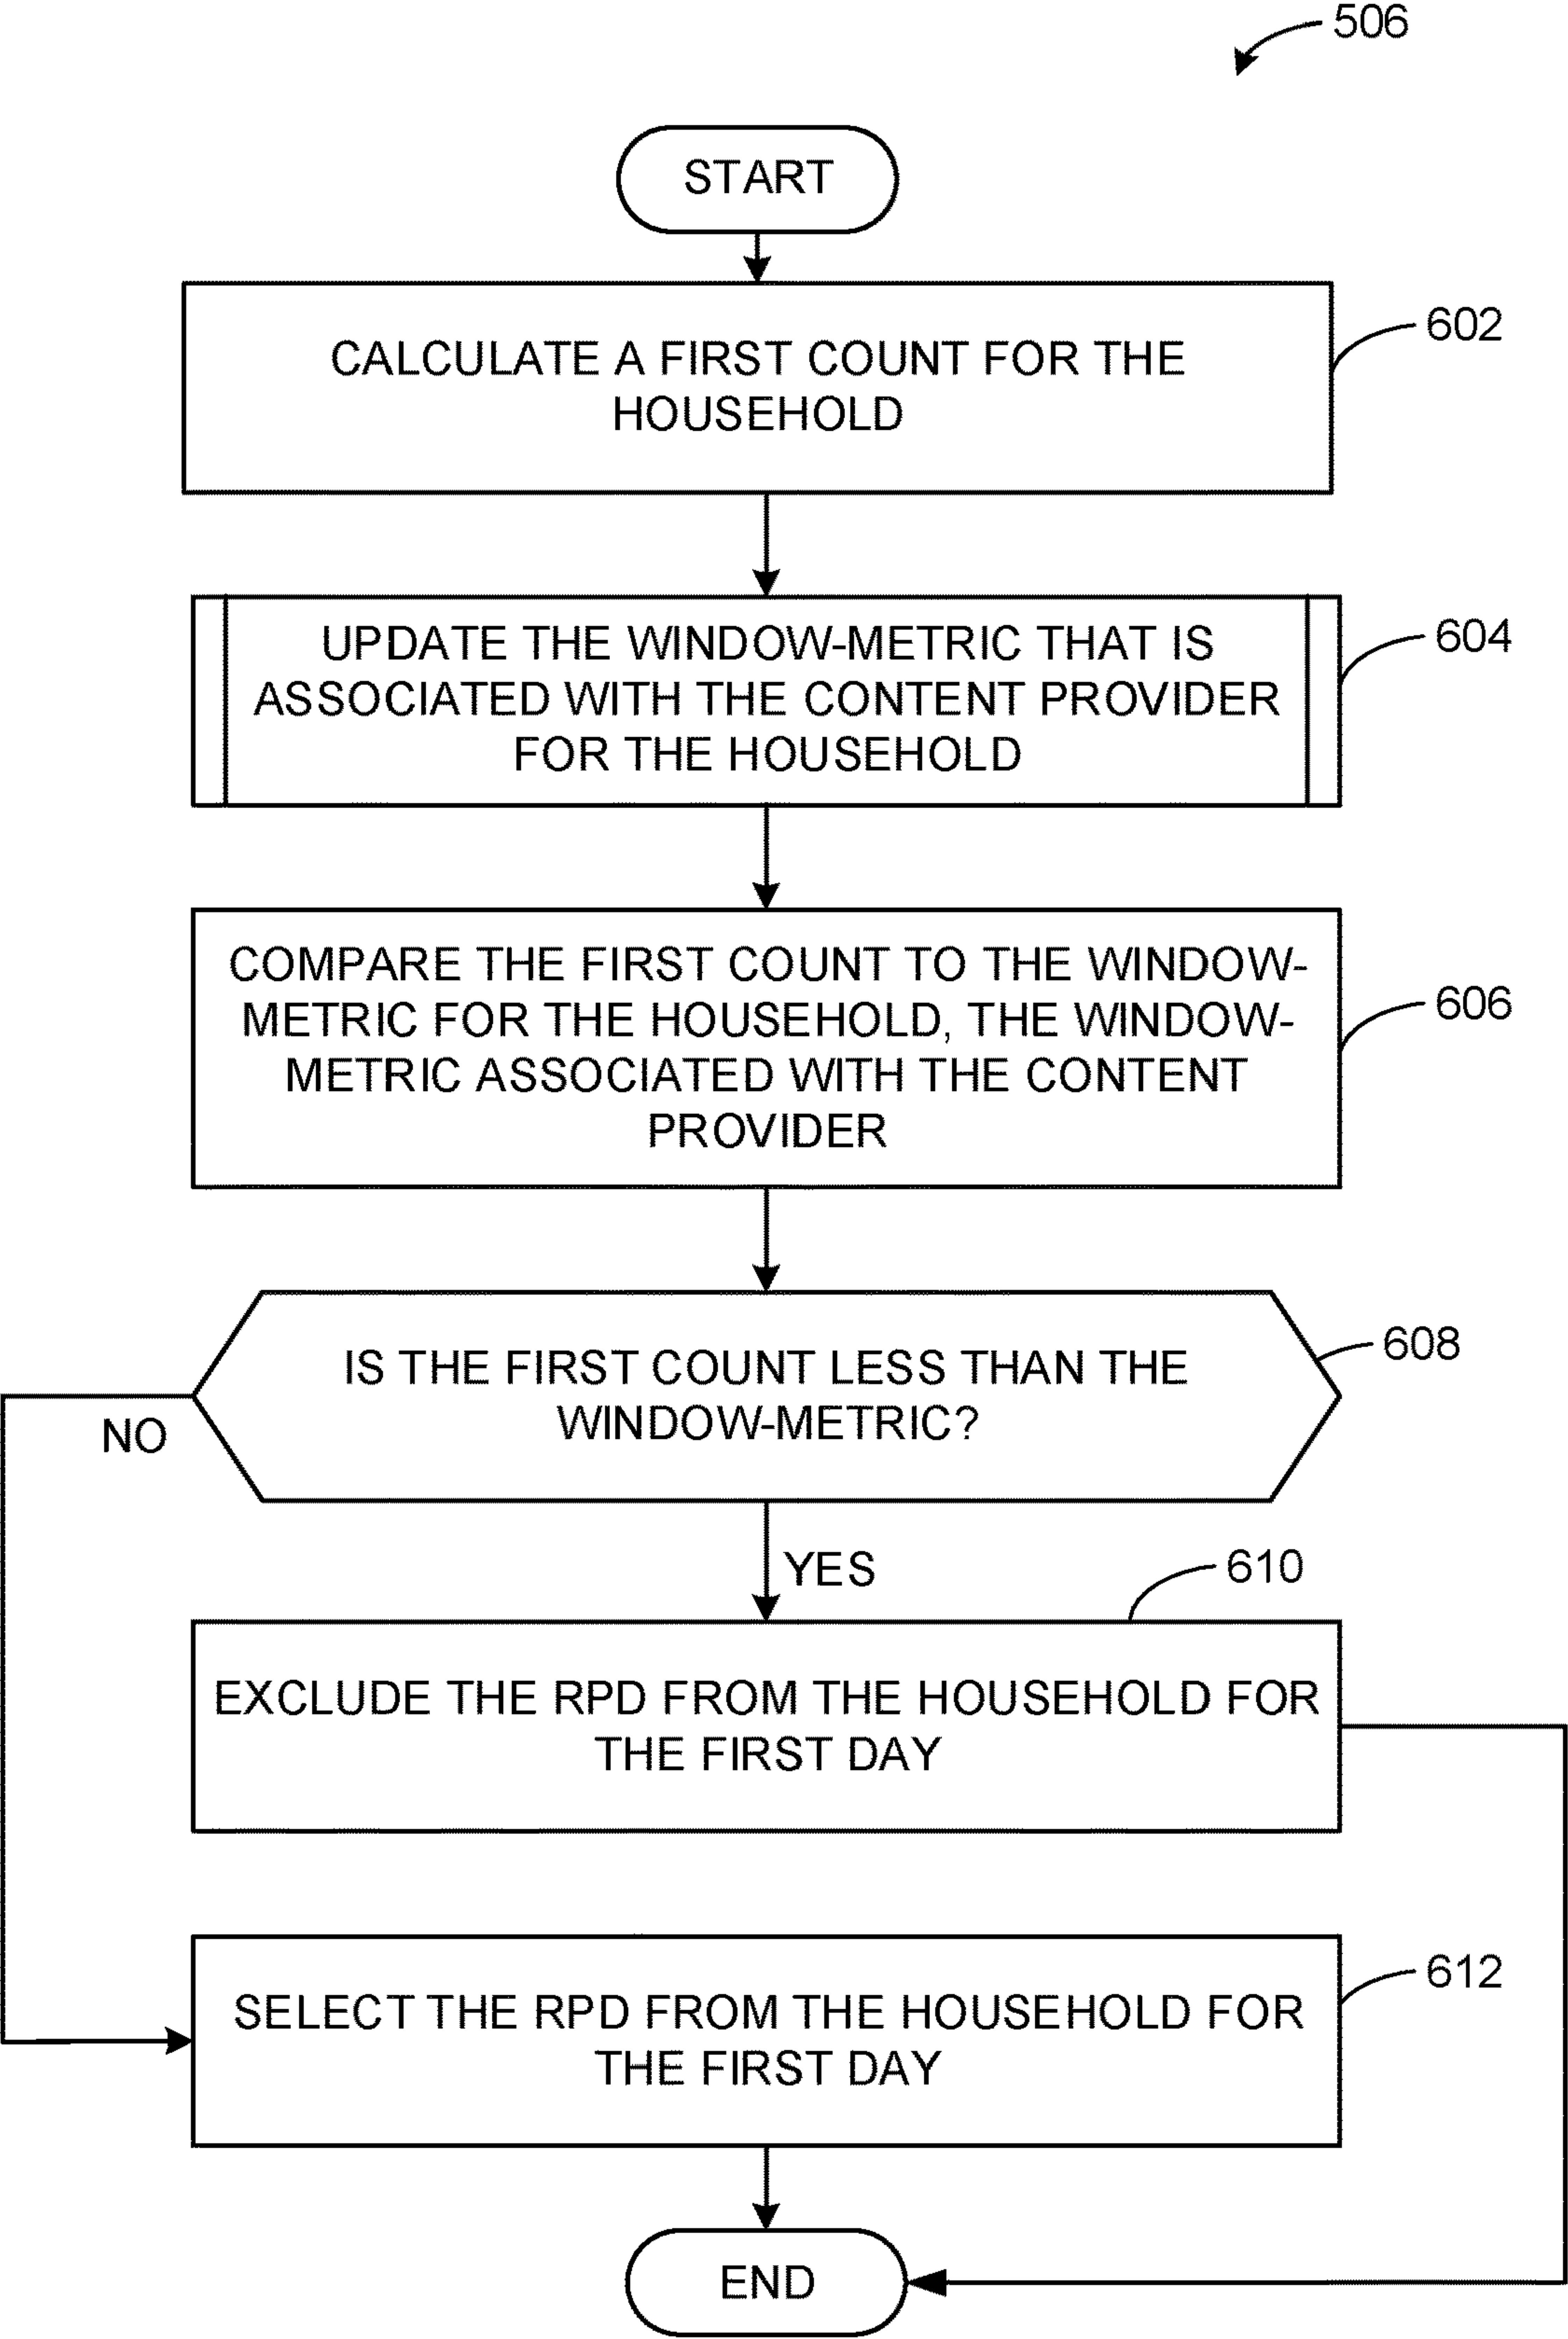 506
START
CALCULATE A FIRST COUNT FOR THE
HOUSEHOLD
602
UPDATE THE WINDOW-METRIC THAT IS
ASSOCIATED WITH THE CONTENT PROVIDER
FOR THE HOUSEHOLD
604
COMPARE THE FIRST COUNT TO THE WINDOW-
METRIC FOR THE HOUSEHOLD, THE WINDOW-
METRIC ASSOCIATED WITH THE CONTENT
PROVIDER
606
IS THE FIRST COUNT LESS THAN THE
WINDOW-METRIC?
608
NO
YES
610
EXCLUDE THE RPD FROM THE HOUSEHOLD FOR
THE FIRST DAY
SELECT THE RPD FROM THE HOUSEHOLD FOR
THE FIRST DAY
612
END